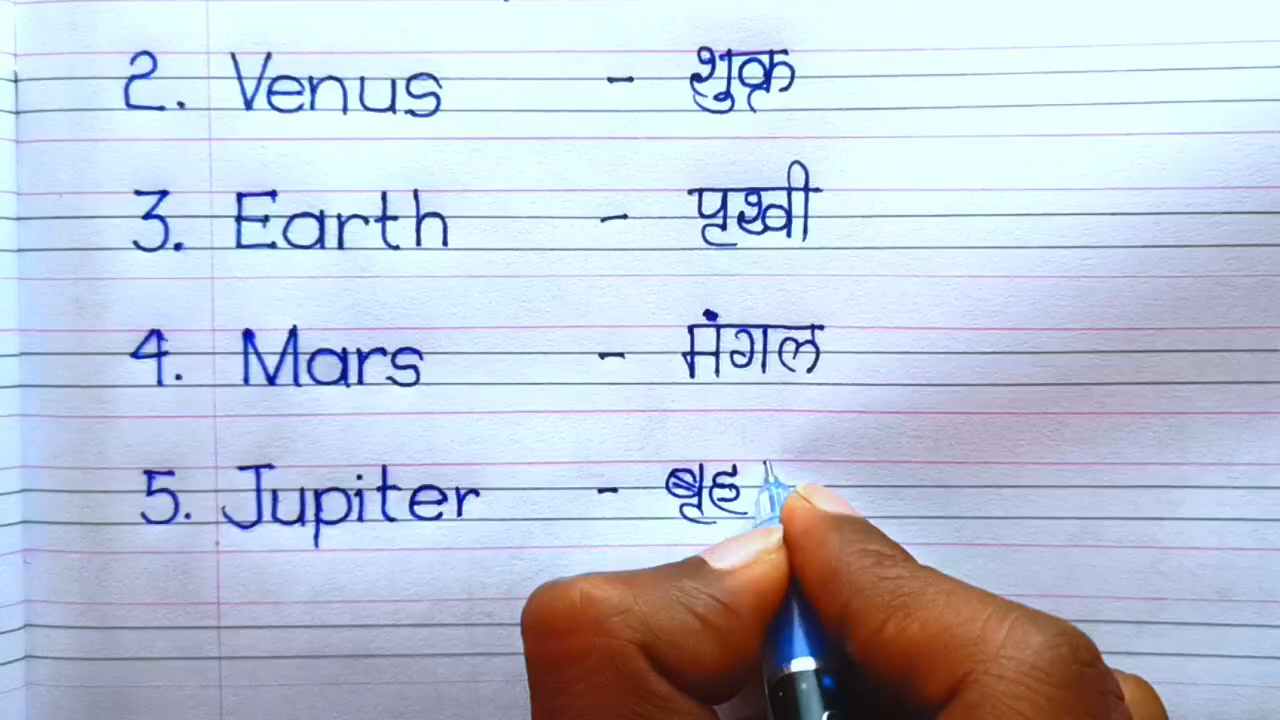 2. Venus - शुक्र
3. Earth - पृथ्वी
4. Mars - मंगल
5. Jupiter - बृह